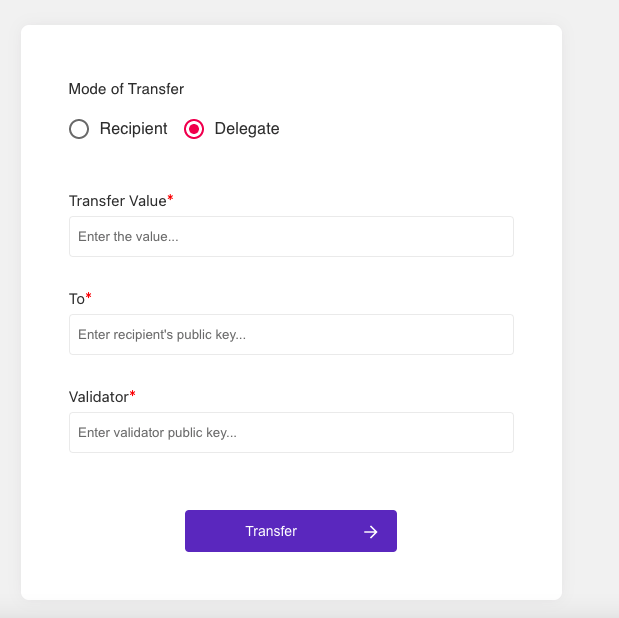 Mode of Transfer
Recipient Delegate
Transfer Value*
Enter the value...
To*
Enter recipient's public key...
Validator*
Enter validator public key...
Transfer